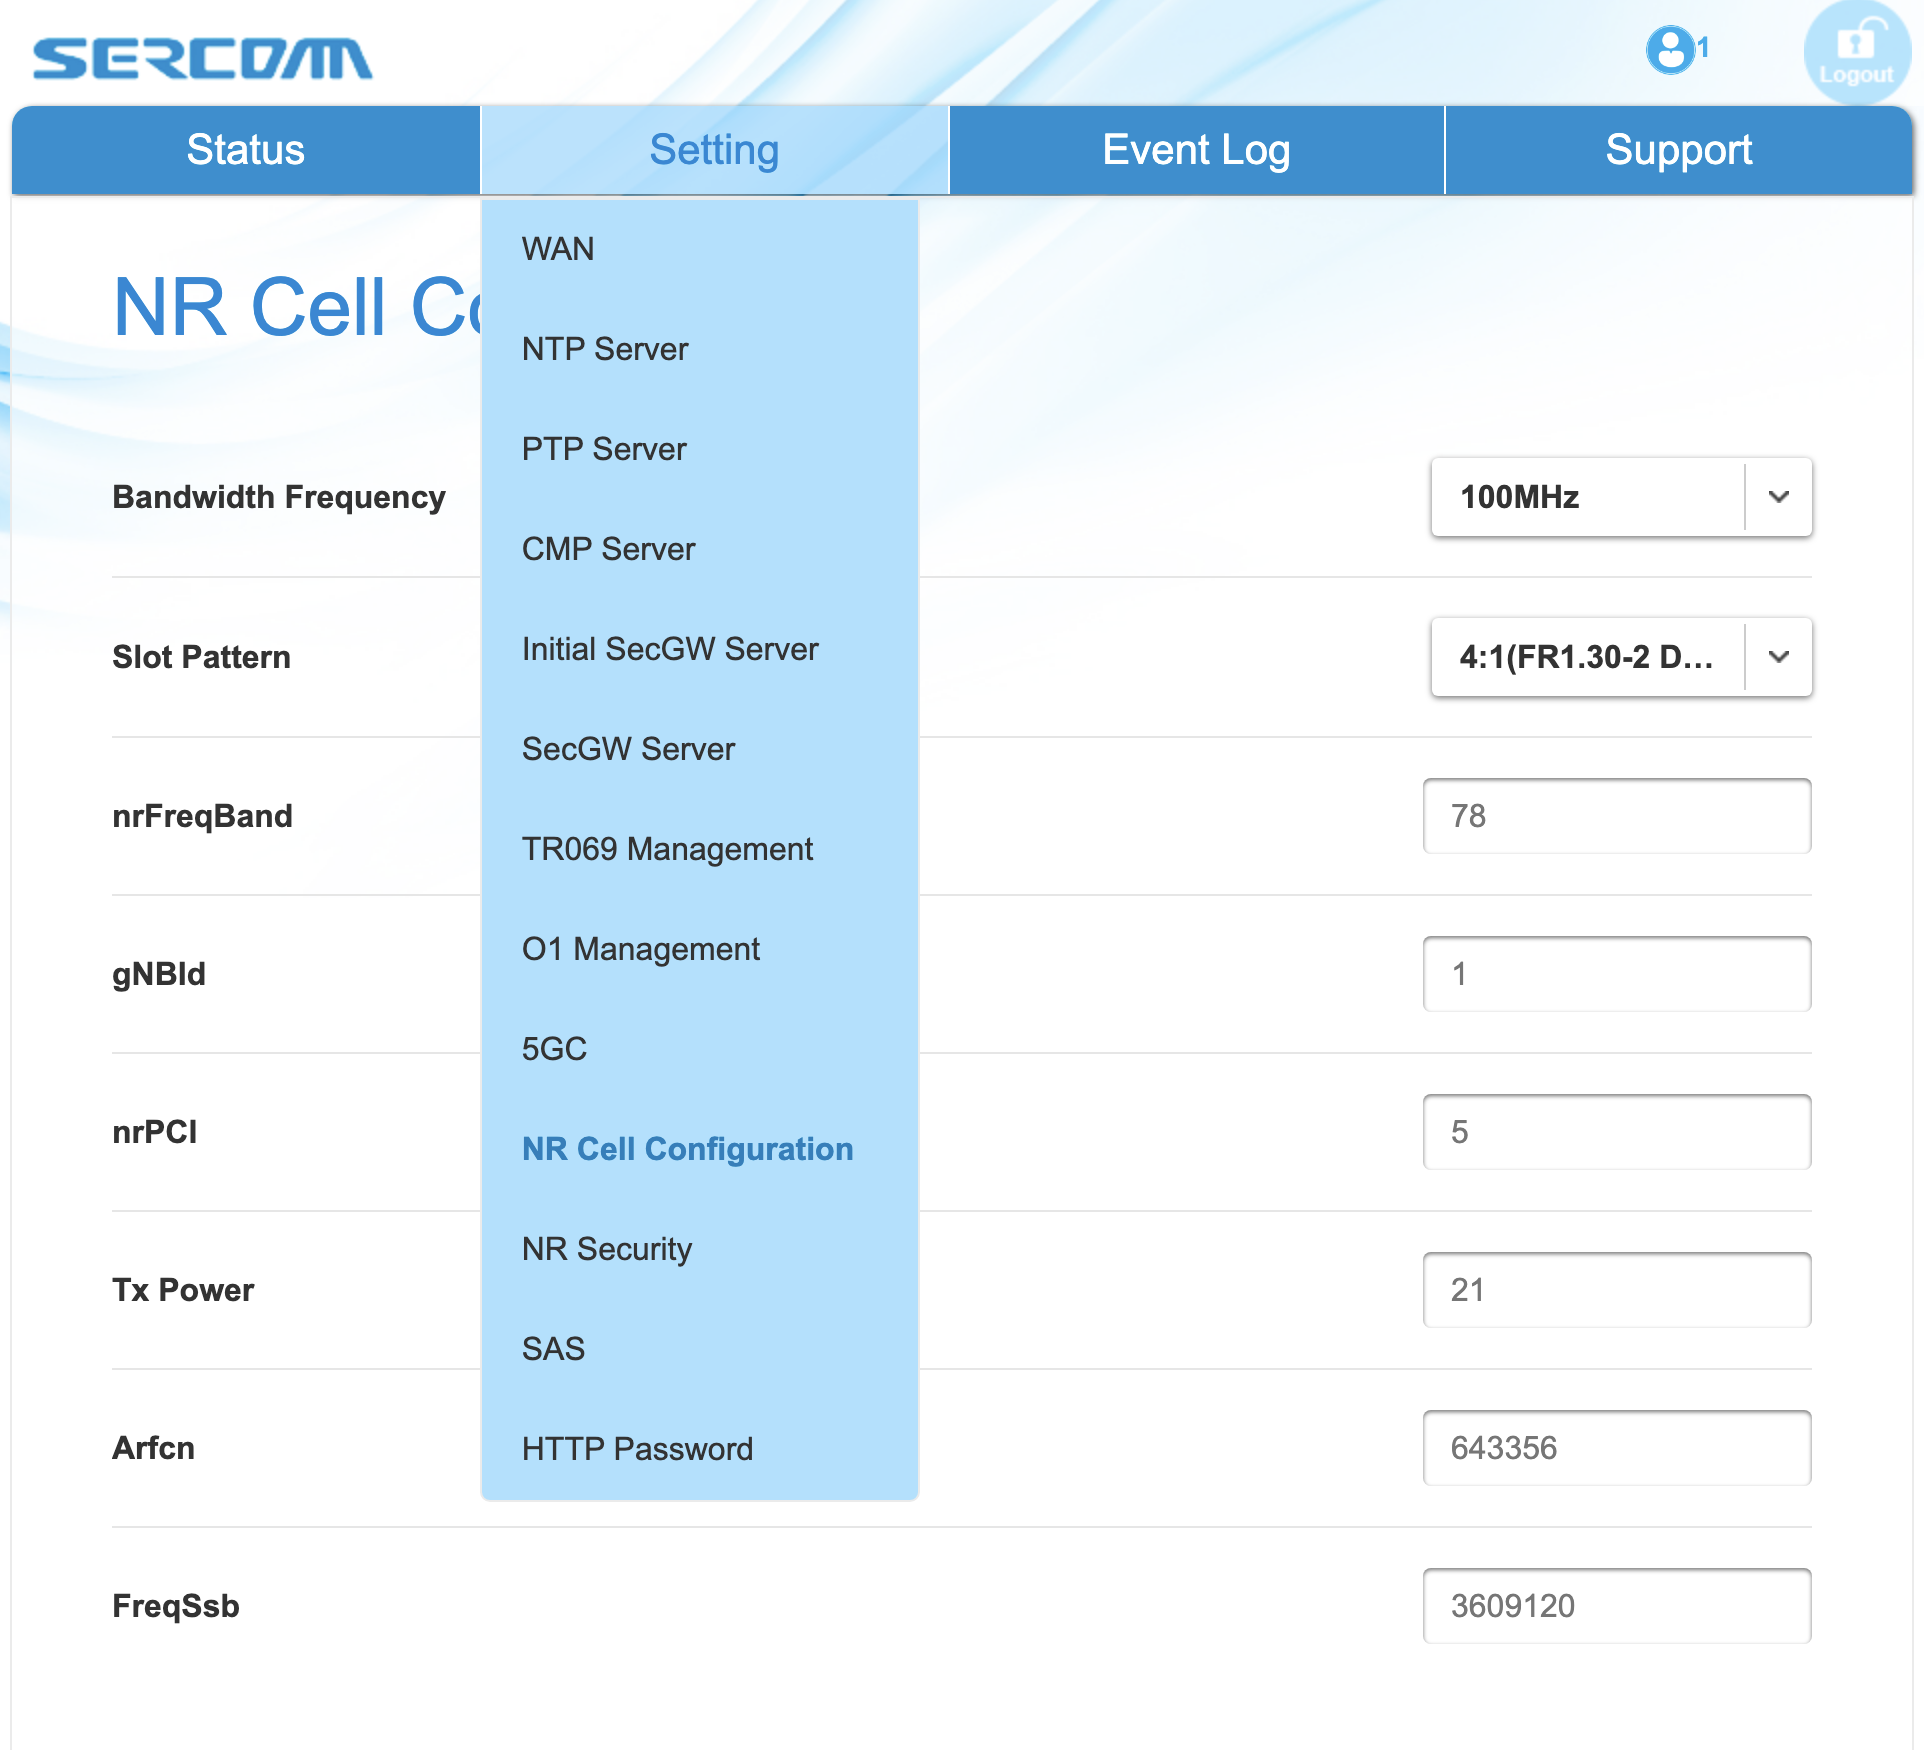 SERCOMM
1
Logout
Status
Setting
Event Log
Support
NR Cell Co
WAN
NTP Server
PTP Server
CMP Server
Initial SecGW Server
SecGW Server
TR069 Management
O1 Management
5GC
NR Cell Configuration
NR Security
SAS
HTTP Password
Bandwidth Frequency
100MHz
Slot Pattern
4:1(FR1.30-2 D...
nrFreqBand
78
gNBId
1
nrPCI
5
Tx Power
21
Arfcn
643356
FreqSsb
3609120